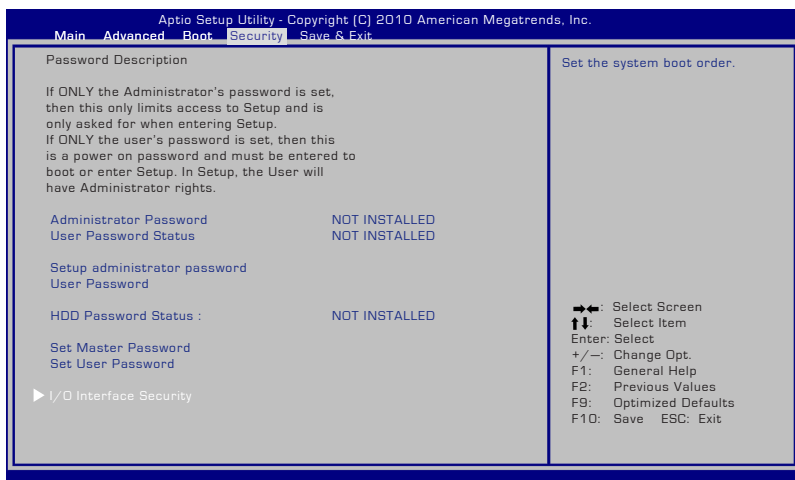 Aptio Setup Utility - Copyright (C) 2010 American Megatrends, Inc.
Main Advanced Boot Security Save & Exit
Password Description
If ONLY the Administrator's password is set,
then this only limits access to Setup and is
only asked for when entering Setup.
If ONLY the user's password is set, then this
is a power on password and must be entered to
boot or enter Setup. In Setup, the User will
have Administrator rights.
Administrator Password NOT INSTALLED
User Password Status NOT INSTALLED
Setup administrator password
User Password
HDD Password Status : NOT INSTALLED
Set Master Password
Set User Password
I/O Interface Security
Set the system boot order.
→←: Select Screen
↑↓: Select Item
Enter: Select
+/—: Change Opt.
F1: General Help
F2: Previous Values
F9: Optimized Defaults
F10: Save ESC: Exit